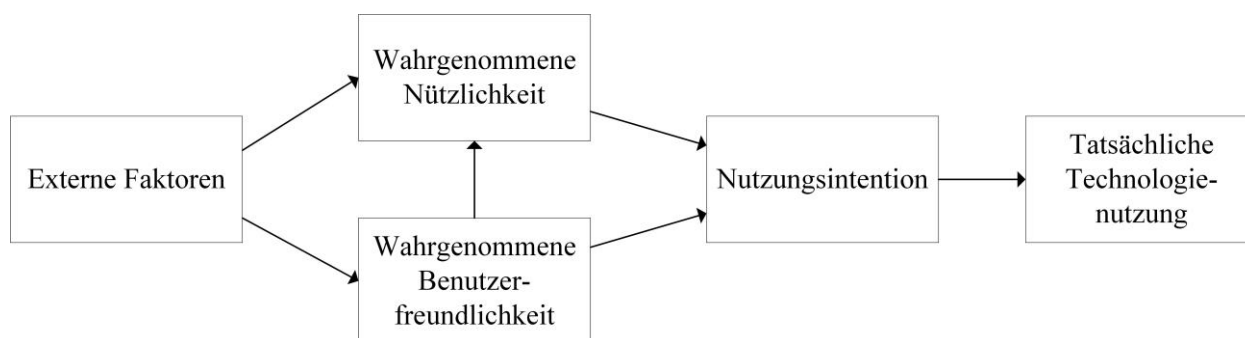 Externe Faktoren
Wahrgenommene
Nützlichkeit
Wahrgenommene
Benutzer-
freundlichkeit
Nutzungsintention
Tatsächliche
Technologie-
nutzung